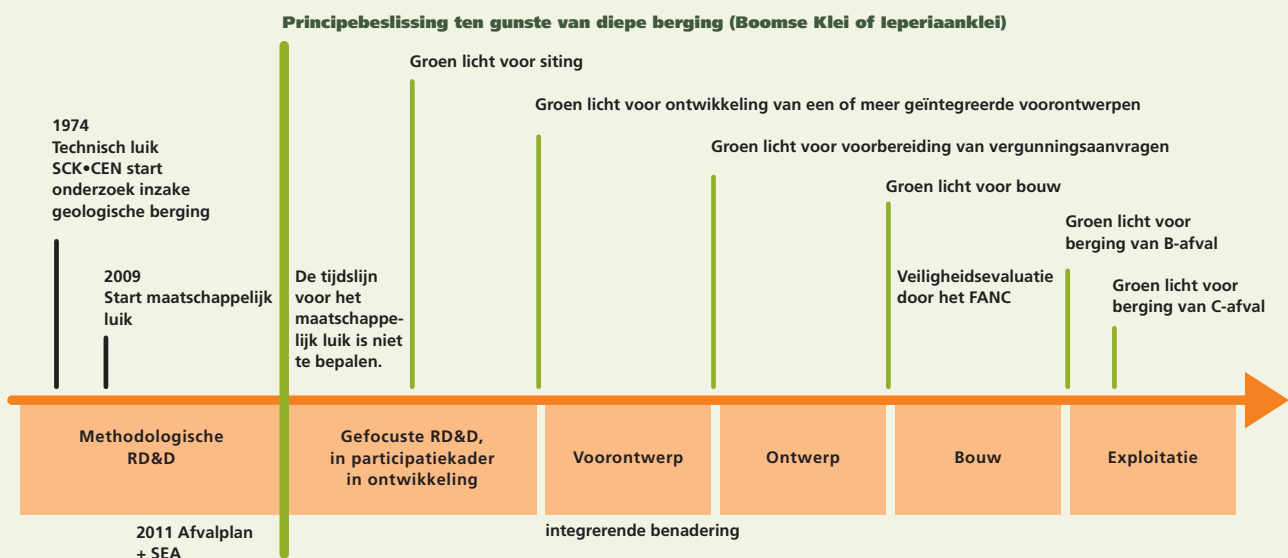 Principebeslissing ten gunste van diepe berging (Boomse Klei of Ieperiaanklei)
Groen licht voor siting
Groen licht voor ontwikkeling van een of meer geïntegreerde voorontwerpen
1974
Technisch luik
SCK•CEN start
onderzoek inzake
geologische berging
Groen licht voor voorbereiding van vergunningsaanvragen
Groen licht voor bouw
Groen licht voor
berging van B-afval
2009
Start maatschappelijk
luik
De tijdslijn
voor het
maatschappe-
lijk luik is niet
te bepalen.
Veiligheidsevaluatie
door het FANC
Groen licht voor
berging van C-afval
Methodologische
RD&D
Gefocuste RD&D,
in participatiekader
in ontwikkeling
Voorontwerp
Ontwerp
Bouw
Exploitatie
2011 Afvalplan
+ SEA
integrerende benadering